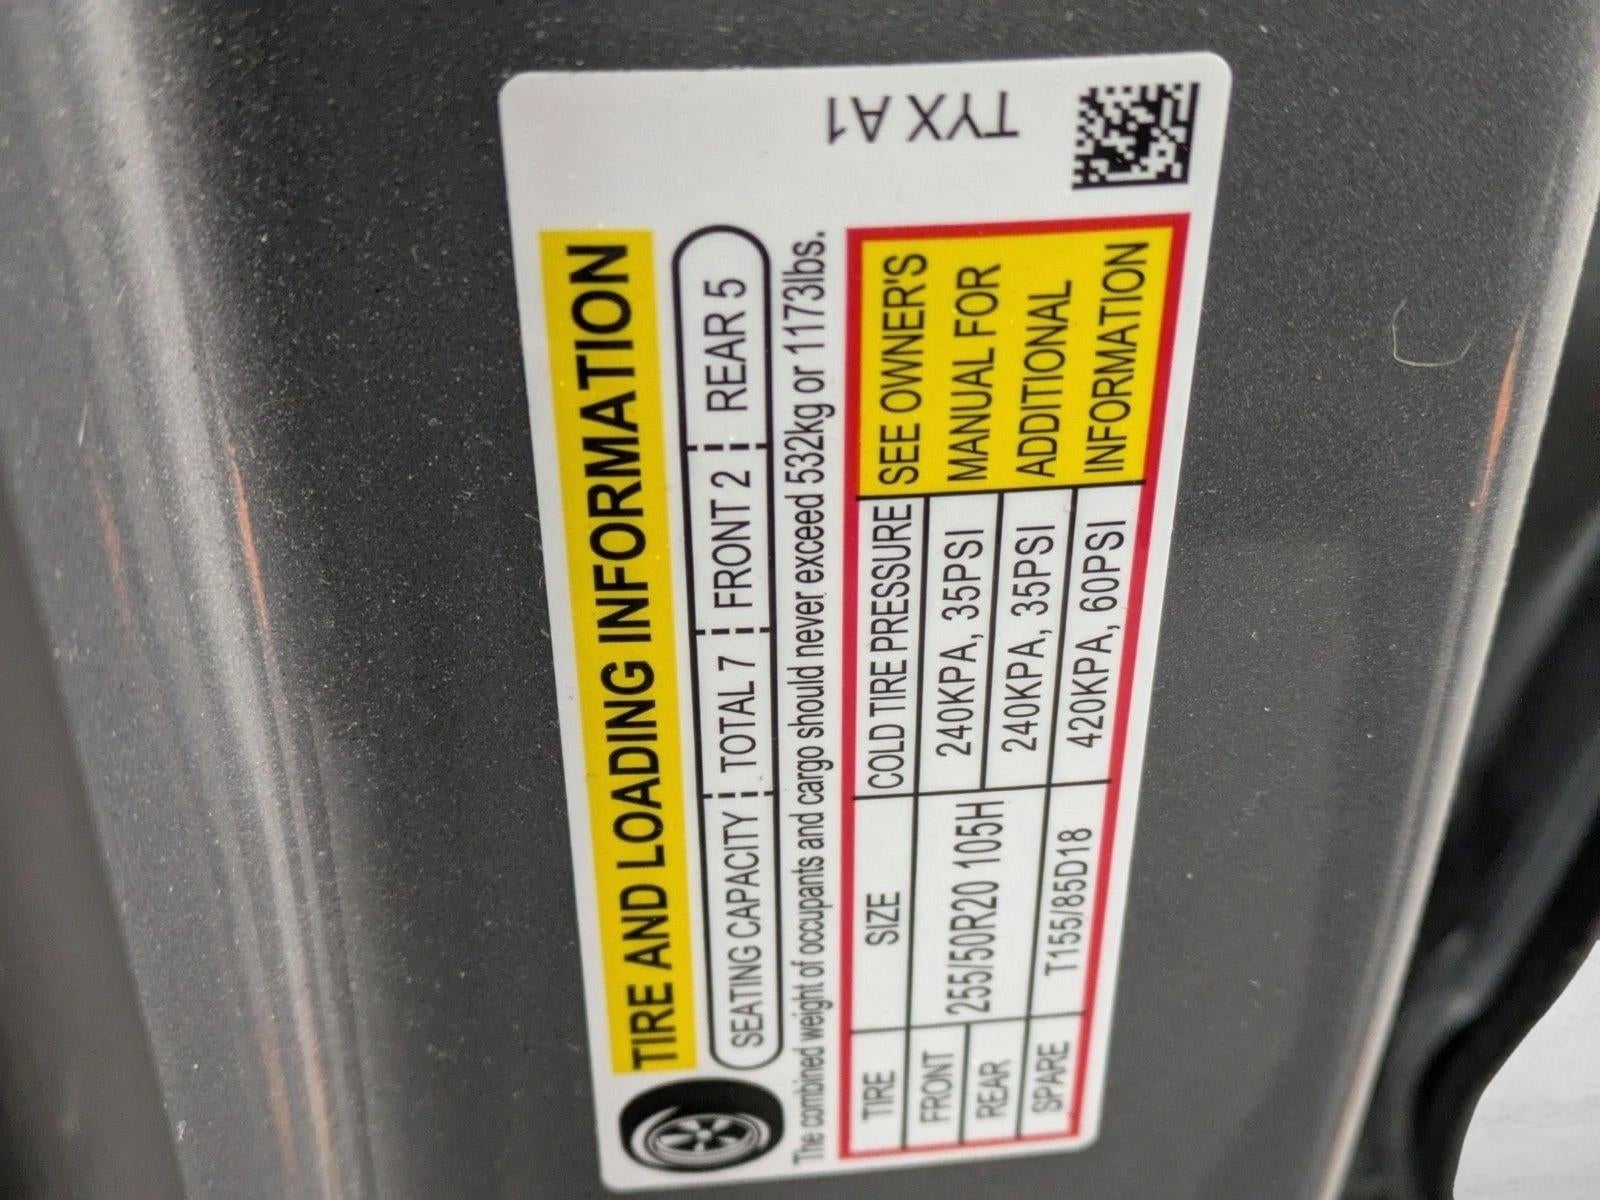 TIRE AND LOADING INFORMATION
SEATING CAPACITY TOTAL 7 FRONT 2 REAR 5
The combined weight of occupants and cargo should never exceed 532kg or 1173lbs.
TIRE SIZE COLD TIRE PRESSURE
FRONT 255/50R20 105H 240KPA, 35PSI
REAR 240KPA, 35PSI
SPARE T155/85D18 420KPA, 60PSI
SEE OWNER'S
MANUAL FOR
ADDITIONAL
INFORMATION
TYX A1